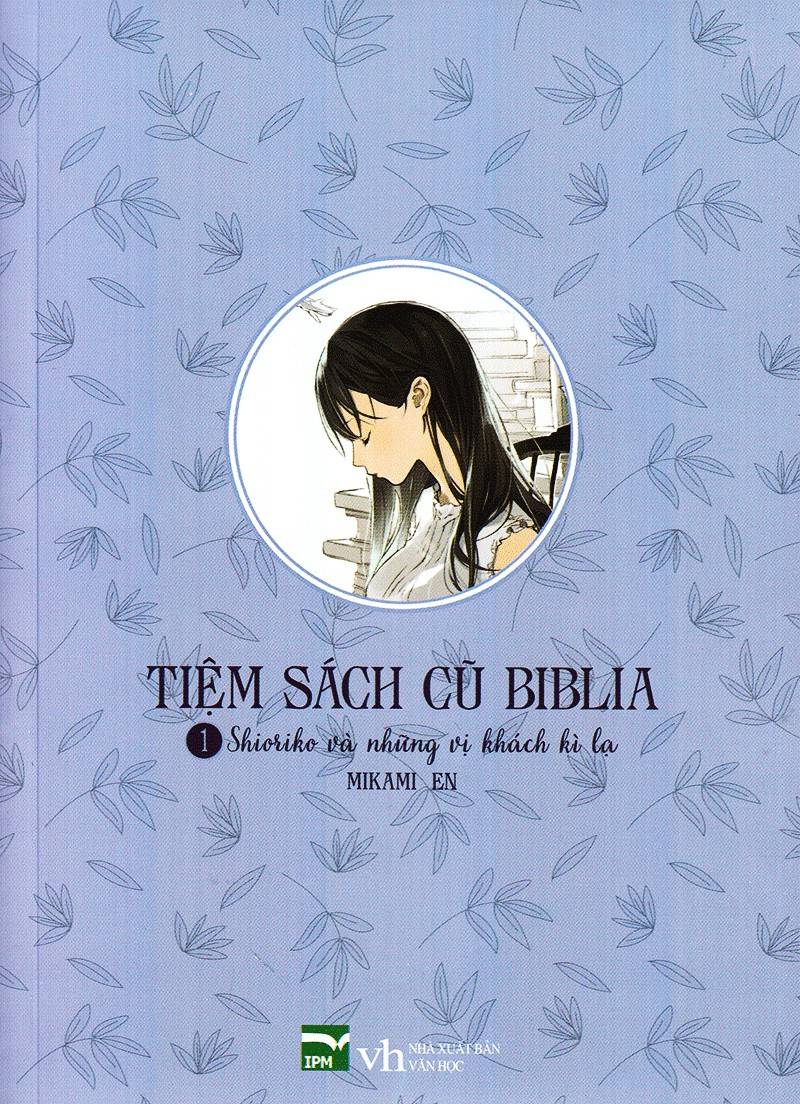 TIỆM SÁCH CŨ BIBLIA
1 Shioriko và những vị khách kì lạ
MIKAMI EN
IPM
vh NHÀ XUẤT BẢN
VĂN HỌC